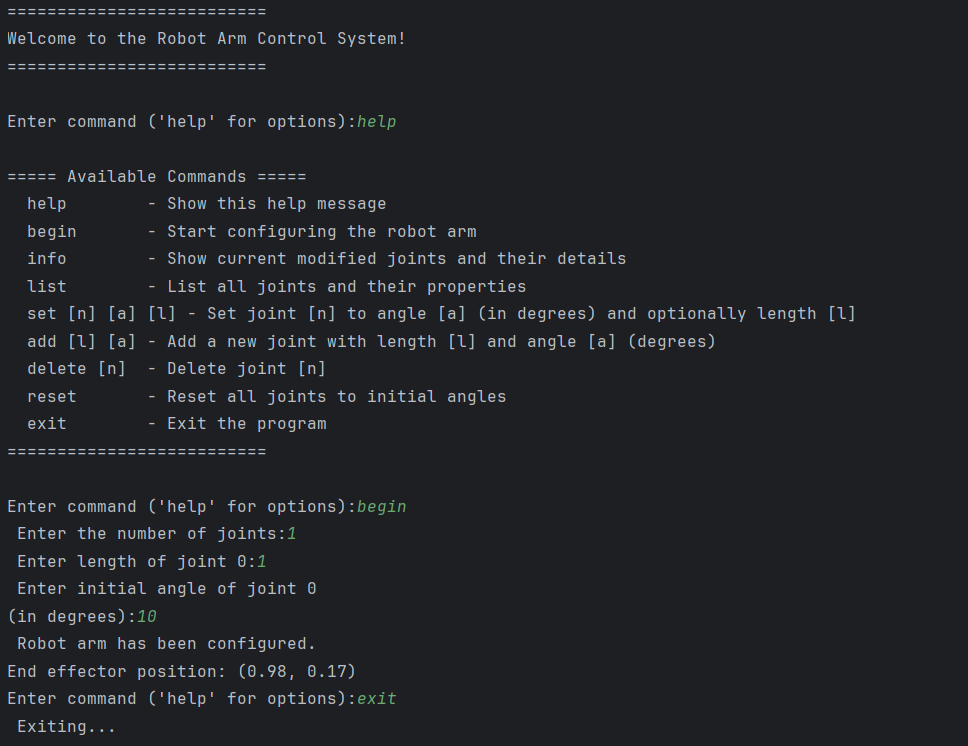 ==========================
Welcome to the Robot Arm Control System!
==========================
Enter command ('help' for options):help
===== Available Commands =====
help        - Show this help message
begin       - Start configuring the robot arm
info        - Show current modified joints and their details
list        - List all joints and their properties
set [n] [a] [l] - Set joint [n] to angle [a] (in degrees) and optionally length [l]
add [l] [a] - Add a new joint with length [l] and angle [a] (degrees)
delete [n]  - Delete joint [n]
reset       - Reset all joints to initial angles
exit        - Exit the program
==========================
Enter command ('help' for options):begin
Enter the number of joints:1
Enter length of joint 0:1
Enter initial angle of joint 0
(in degrees):10
Robot arm has been configured.
End effector position: (0.98, 0.17)
Enter command ('help' for options):exit
Exiting...